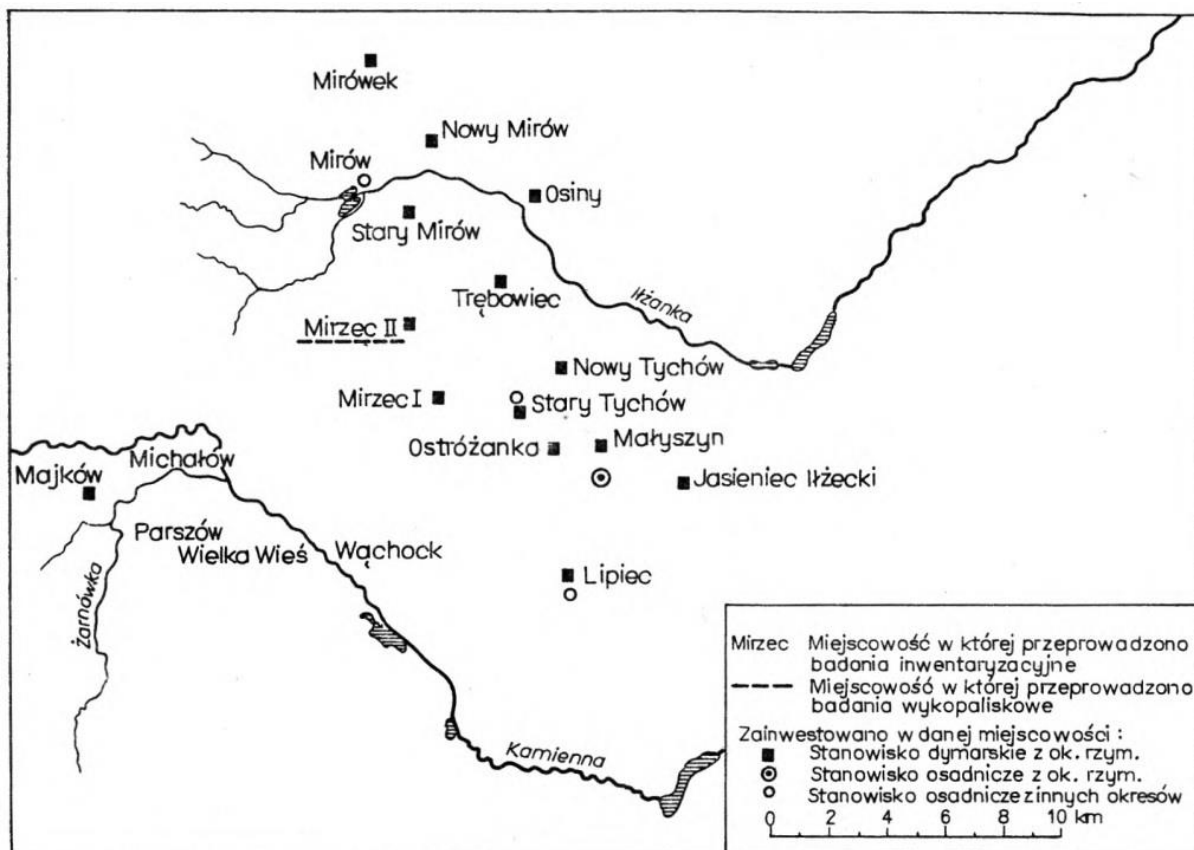 Mirówek
Nowy Mirów
Mirów
Osiny
Stary Mirów
Trębowiec
Iłżanka
Mirzec II
Nowy Tychów
Mirzec I
Stary Tychów
Ostróżanka
Małyszyn
Michałów
Majków
Jasieniec Iłżecki
Parszów
Wielka Wieś
Wąchock
Lipiec
Żarnówka
Kamienna
Mirzec Miejscowość w której przeprowadzono
badania inwentaryzacyjne
Miejscowość w której przeprowadzono
badania wykopaliskowe
Zainwestowano w danej miejscowości :
Stanowisko dymarskie z ok. rzym.
Stanowisko osadnicze z ok. rzym.
Stanowisko osadnicze z innych okresów
0 2 4 6 8 10 km